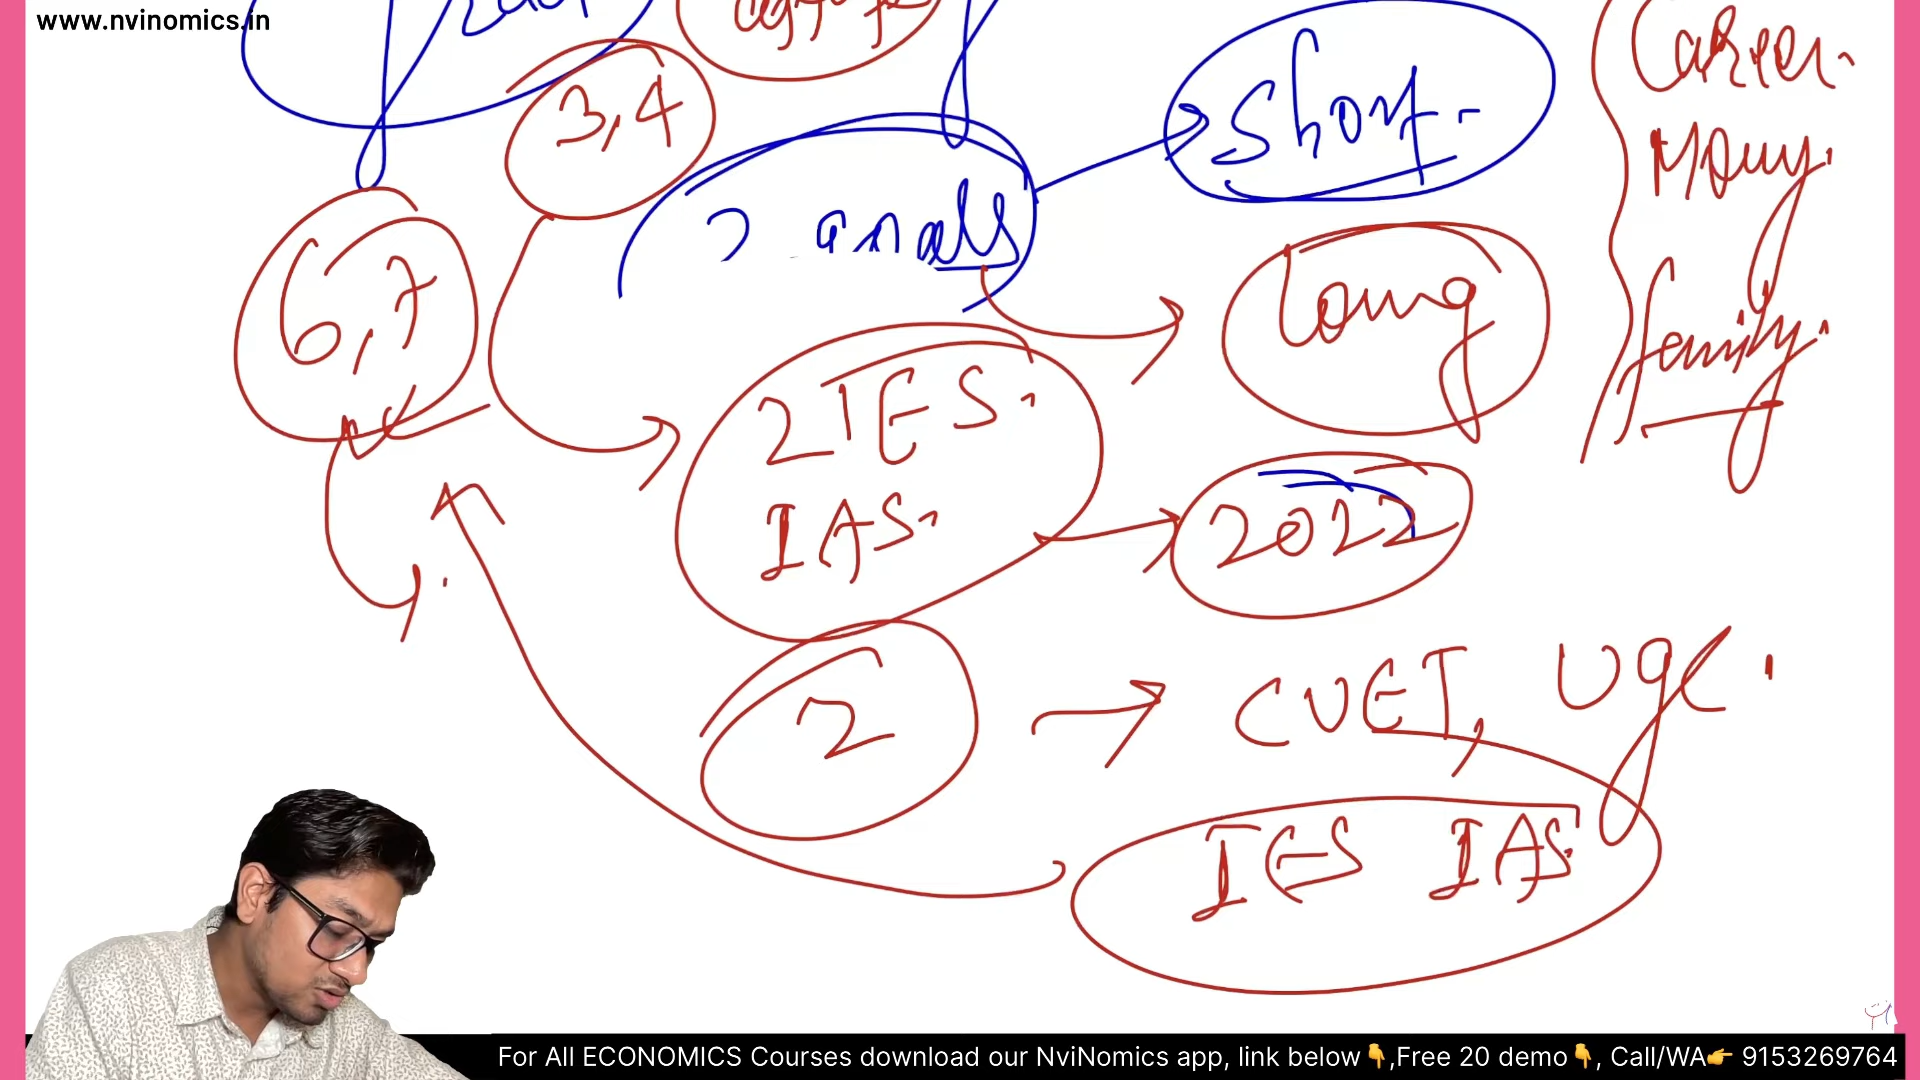 www.nvinomics.in
Career.
3,4
Short.
Money.
2 goals
6,7
Long
family.
2 IES.
IAS.
2022
2 → CUET, UGC.
IES IAS.
For All ECONOMICS Courses download our NviNomics app, link below👇,Free 20 demo👇, Call/WA👉 9153269764